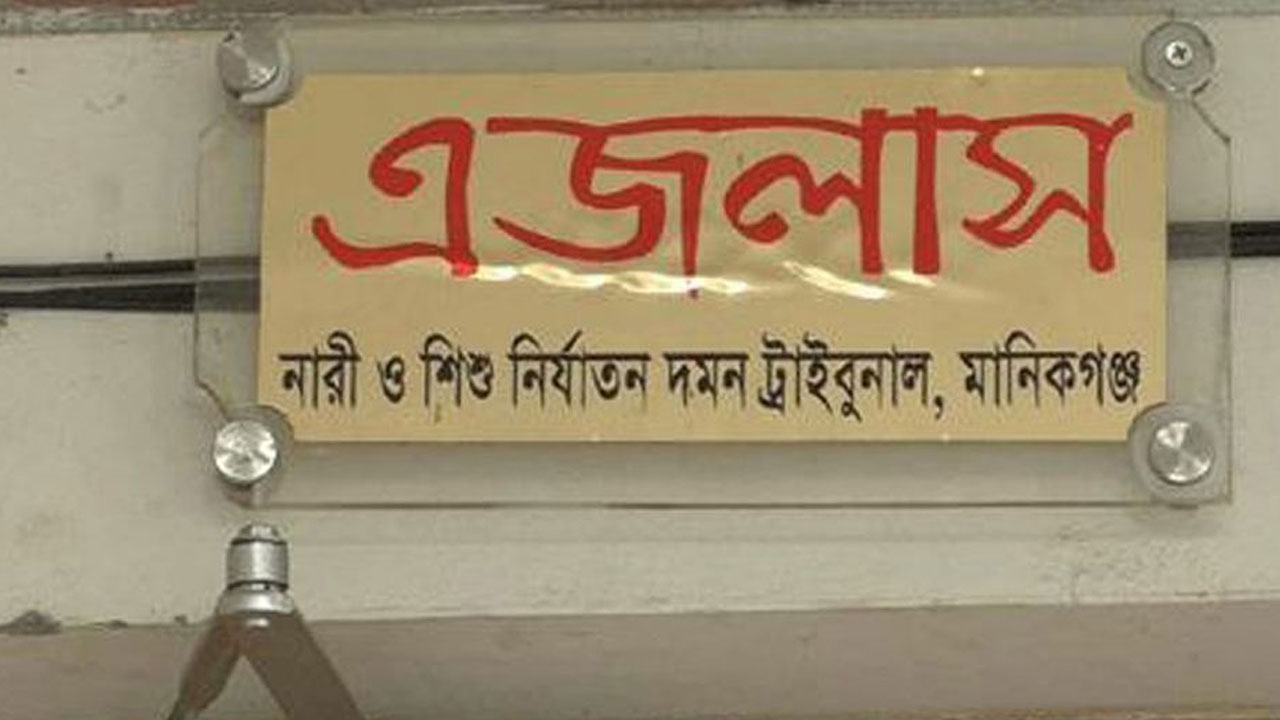 এজলাস
নারী ও শিশু নির্যাতন দমন ট্রাইবুনাল, মানিকগঞ্জ